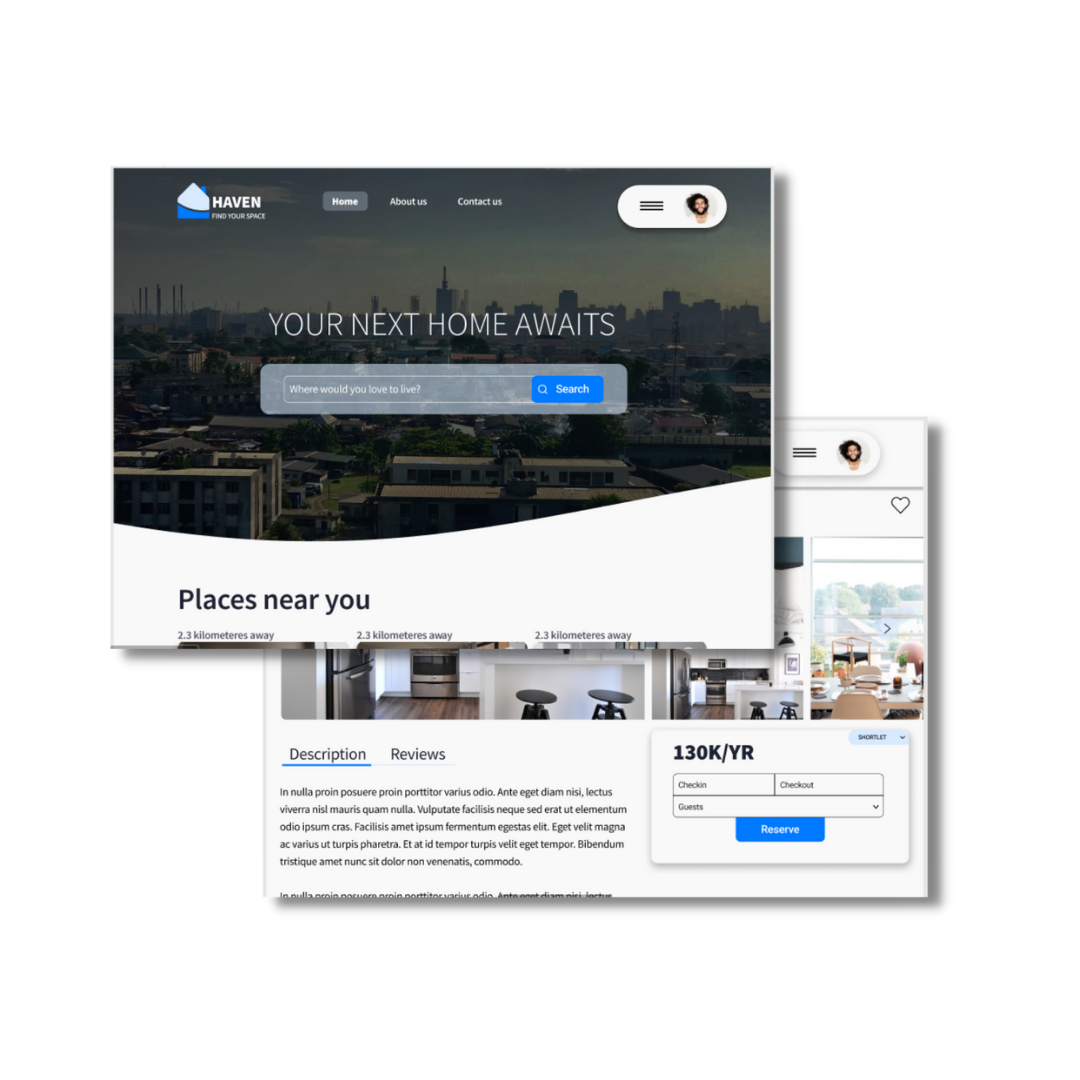 HAVEN
FIND YOUR SPACE
Home
About us
Contact us
YOUR NEXT HOME AWAITS
Where would you love to live?
Search
Places near you
2.3 kilometeres away
2.3 kilometeres away
2.3 kilometeres away
Description
Reviews
In nulla proin posuere proin porttitor varius odio. Ante eget diam nisi, lectus
viverra nisl mauris quam nulla. Vulputate facilisis neque sed erat ut elementum
odio ipsum cras. Facilisis amet ipsum fermentum egestas elit. Eget velit magna
ac varius ut turpis pharetra. Et at id tempor turpis velit eget tempor. Bibendum
tristique amet nunc sit dolor non venenatis, commodo.
In nulla proin posuere proin porttitor varius odio. Ante eget diam nisi, lectus
SHORTLET
130K/YR
Checkin
Checkout
Guests
Reserve